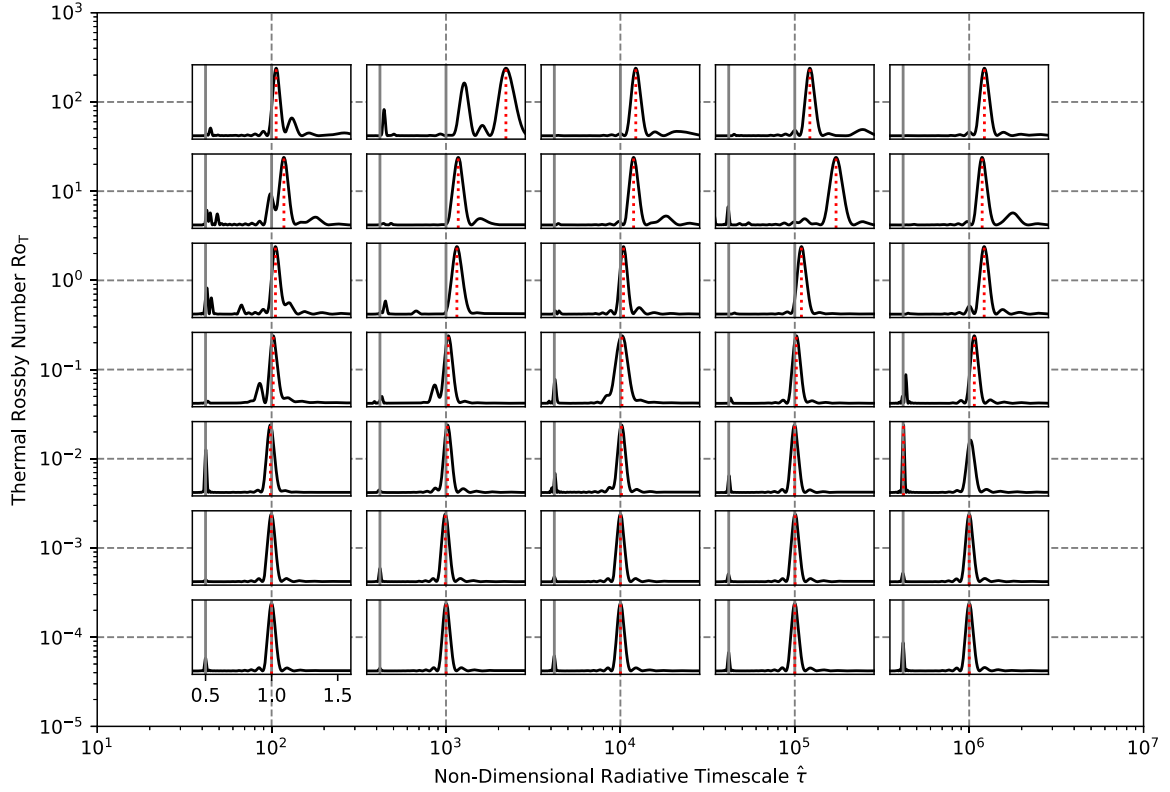 10³
10²
10¹
10⁰
10⁻¹
10⁻²
10⁻³
10⁻⁴
10⁻⁵
Thermal Rossby Number Ro_T
0.5 1.0 1.5
10¹ 10² 10³ 10⁴ 10⁵ 10⁶ 10⁷
Non-Dimensional Radiative Timescale τ̂